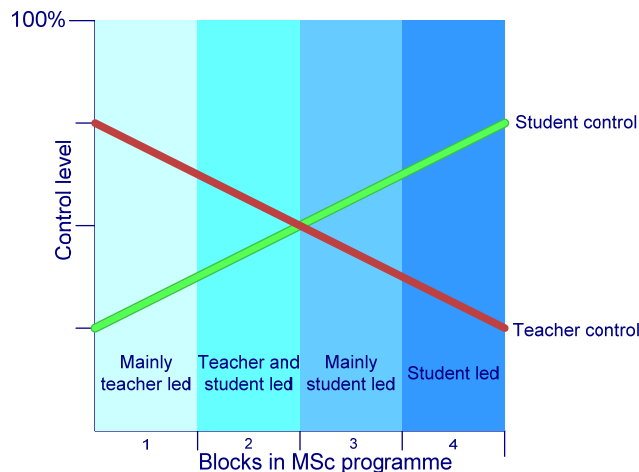 100%
Control level
Student control
Teacher control
Mainly
teacher led
Teacher and
student led
Mainly
student led
Student led
1
2
3
4
Blocks in MSc programme